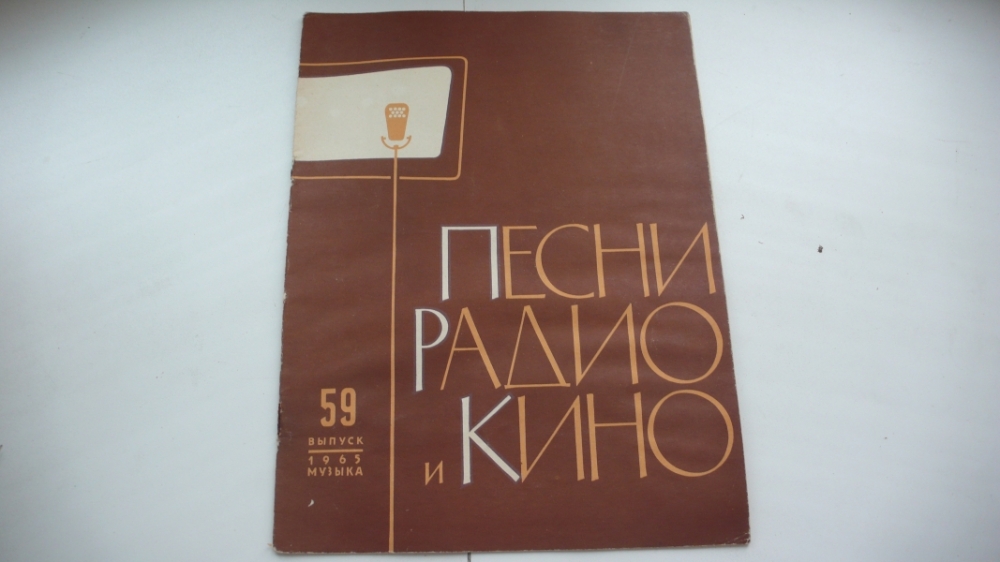 ПЕСНИ
РАДИО
и КИНО
59
ВЫПУСК
1965
МУЗЫКА